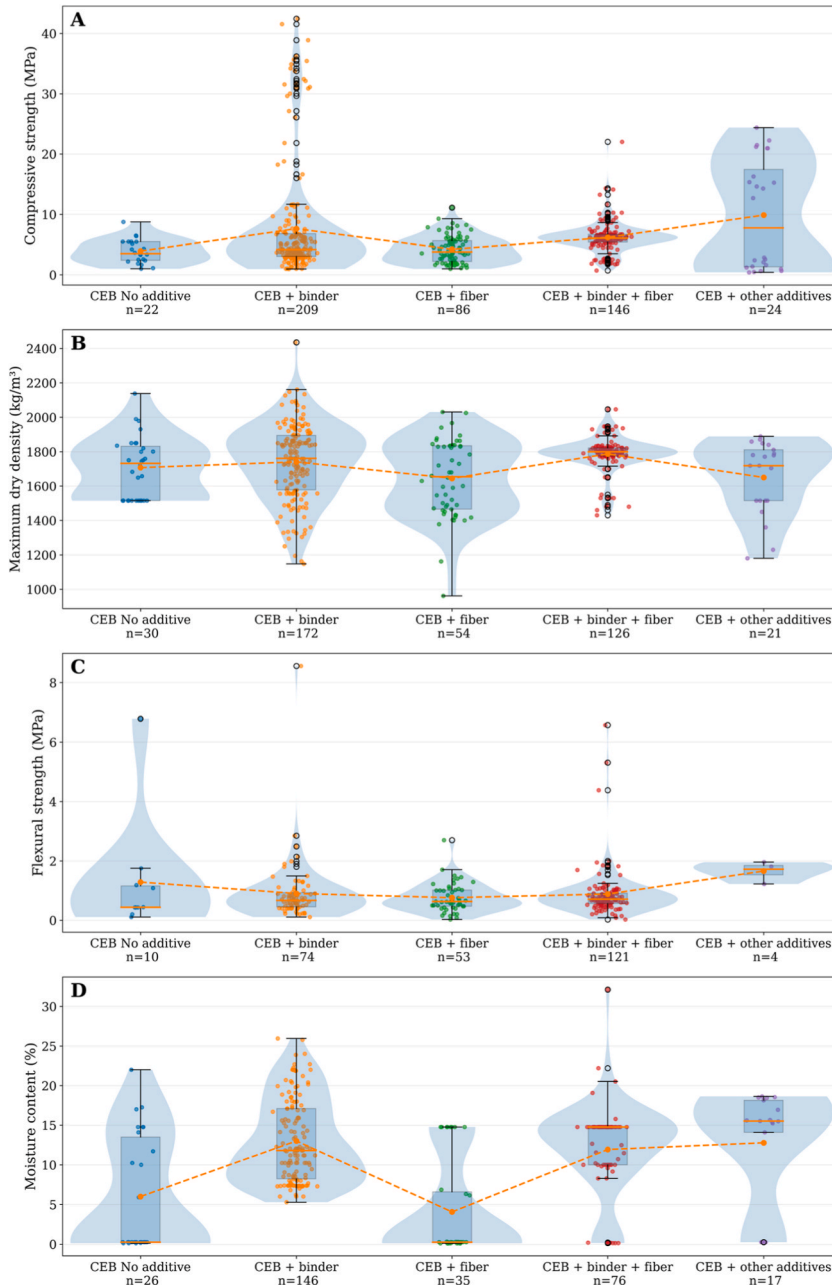 A
Compressive strength (MPa)
40
30
20
10
0
CEB No additive
n=22
CEB + binder
n=209
CEB + fiber
n=86
CEB + binder + fiber
n=146
CEB + other additives
n=24
B
Maximum dry density (kg/m³)
2400
2200
2000
1800
1600
1400
1200
1000
CEB No additive
n=30
CEB + binder
n=172
CEB + fiber
n=54
CEB + binder + fiber
n=126
CEB + other additives
n=21
C
Flexural strength (MPa)
8
6
4
2
0
CEB No additive
n=10
CEB + binder
n=74
CEB + fiber
n=53
CEB + binder + fiber
n=121
CEB + other additives
n=4
D
Moisture content (%)
30
25
20
15
10
5
0
CEB No additive
n=26
CEB + binder
n=146
CEB + fiber
n=35
CEB + binder + fiber
n=76
CEB + other additives
n=17